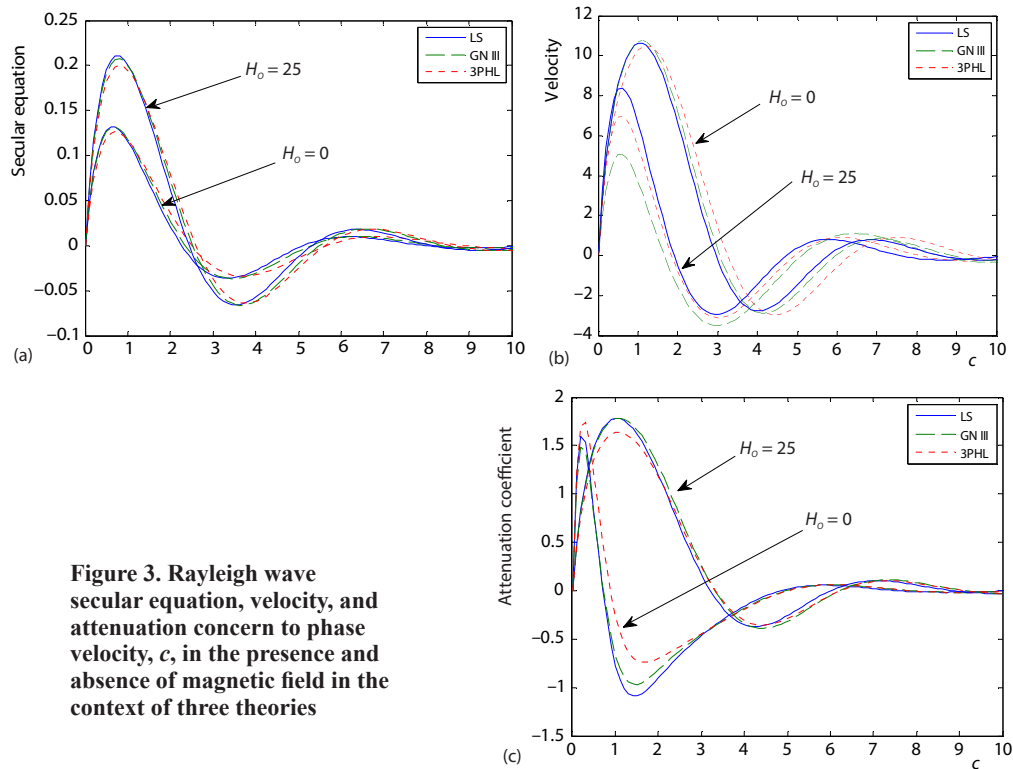 0.25
0.2
0.15
0.1
0.05
0
−0.05
−0.1
Secular equation
LS
GN III
3PHL
H₀ = 25
H₀ = 0
0 1 2 3 4 5 6 7 8 9 10
(a)
12
10
8
6
4
2
0
−2
−4
Velocity
LS
GN III
3PHL
H₀ = 0
H₀ = 25
0 1 2 3 4 5 6 7 8 9 10
c
(b)
2
1.5
1
0.5
0
−0.5
−1
−1.5
Attenuation coefficient
LS
GN III
3PHL
H₀ = 25
H₀ = 0
0 1 2 3 4 5 6 7 8 9 10
c
(c)
Figure 3. Rayleigh wave
secular equation, velocity, and
attenuation concern to phase
velocity, c, in the presence and
absence of magnetic field in the
context of three theories